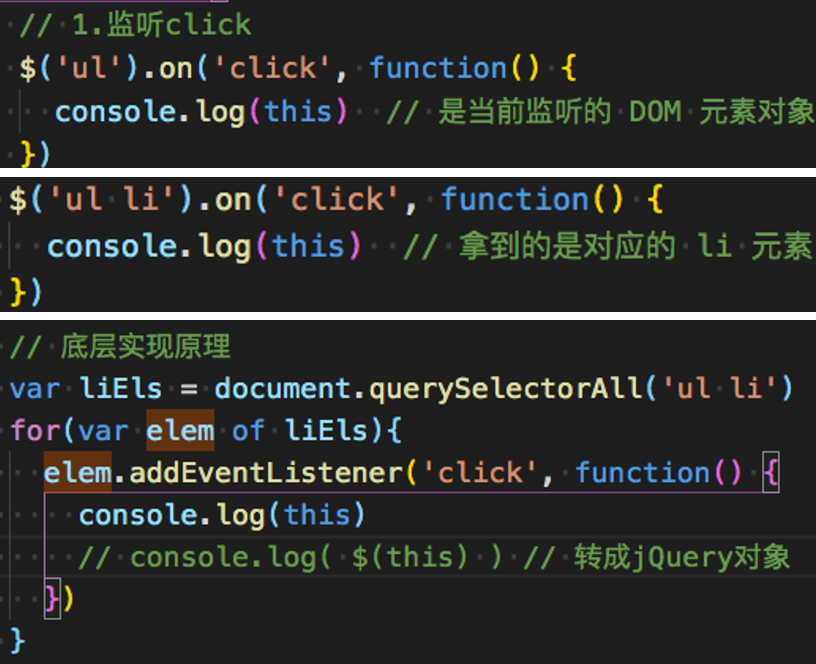 // 1.监听click
$('ul').on('click', function() {
console.log(this) // 是当前监听的 DOM 元素对象
})
$('ul li').on('click', function() {
console.log(this) // 拿到的是对应的 li 元素
})
// 底层实现原理
var liEls = document.querySelectorAll('ul li')
for(var elem of liEls){
elem.addEventListener('click', function() {
console.log(this)
// console.log( $(this) ) // 转成jQuery对象
})
}